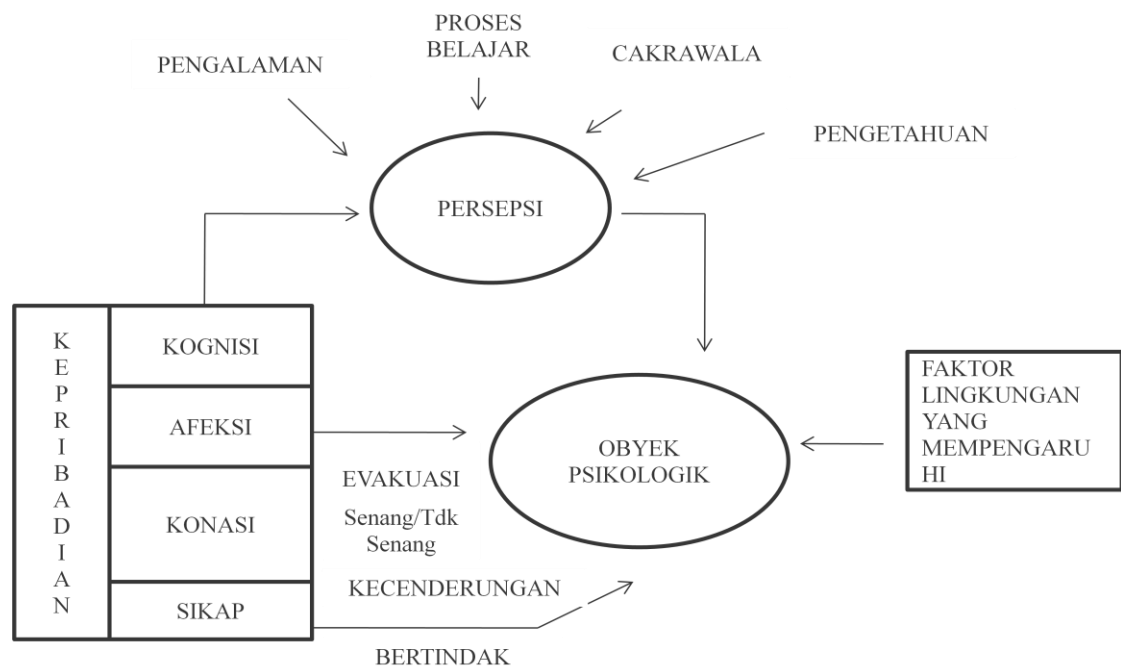 PROSES
BELAJAR
PENGALAMAN
CAKRAWALA
PENGETAHUAN
PERSEPSI
KEPRIBADIAN
KOGNISI
AFEKSI
KONASI
SIKAP
EVAKUASI
Senang/Tdk
Senang
KECENDERUNGAN
BERTINDAK
OBYEK
PSIKOLOGIK
FAKTOR
LINGKUNGAN
YANG
MEMPENGARU
HI